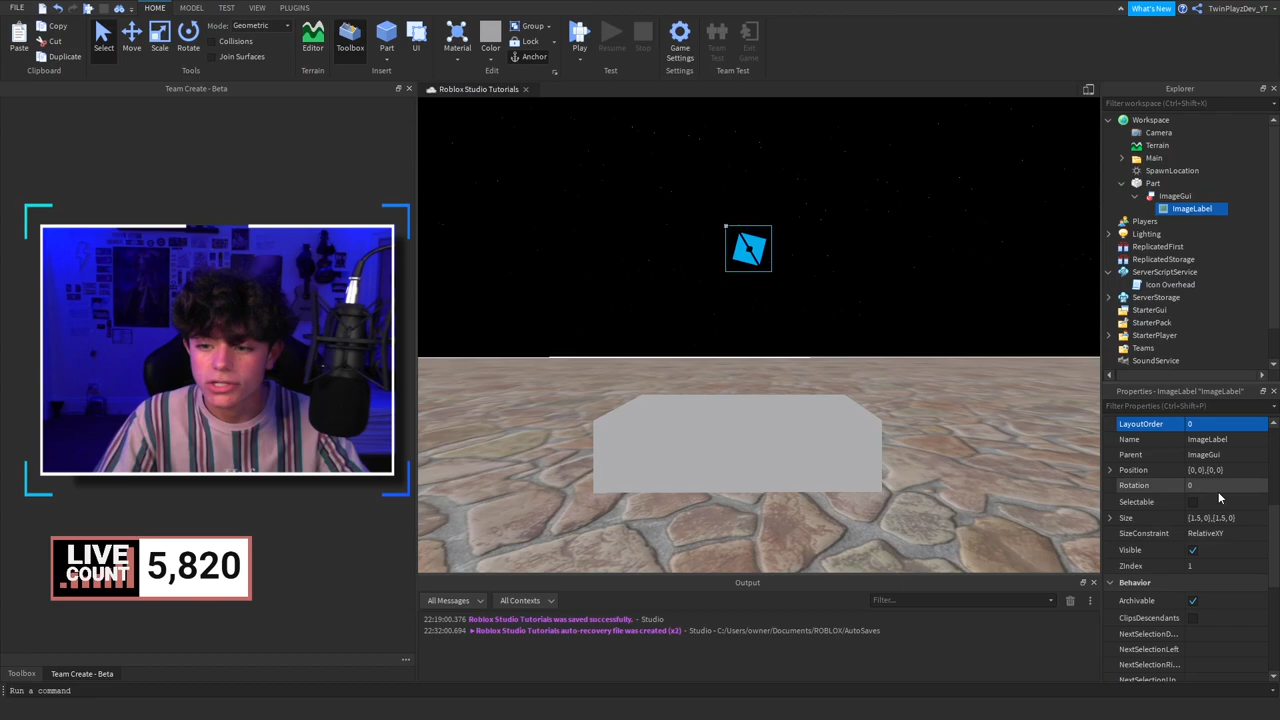 FILE EDIT
HOME MODEL TEST VIEW PLUGINS
What's New TwinPlayzDev_YT
Paste Copy Cut Duplicate
Clipboard
Select Move Scale Rotate
Mode: Geometric
Collisions
Join Surfaces
Tools
Editor
Terrain
Toolbox Part UI
Insert
Material Color
Group
Lock
Anchor
Edit
Play Resume Stop
Test
Game Settings
Settings
Team Test Exit Game
Team Test
Team Create - Beta
Roblox Studio Tutorials
Explorer
Filter workspace (Ctrl+Shift+X)
Workspace
Camera
Terrain
Main
SpawnLocation
Part
ImageGui
ImageLabel
Players
Lighting
ReplicatedFirst
ReplicatedStorage
ServerScriptService
Icon Overhead
ServerStorage
StarterGui
StarterPack
StarterPlayer
Teams
SoundService
Properties - ImageLabel "ImageLabel"
Filter Properties (Ctrl+Shift+P)
LayoutOrder 0
Name ImageLabel
Parent ImageGui
Position {0, 0},{0, 0}
Rotation 0
Selectable
Size {1.5, 0},{1.5, 0}
SizeConstraint RelativeXY
Visible
ZIndex 1
Behavior
Archivable
ClipsDescendants
NextSelectionD...
NextSelectionLeft
NextSelectionRi...
NextSelectionUp
LIVE COUNT 5,820
Output
All Messages All Contexts Filter...
22:19:00.376 Roblox Studio Tutorials was saved successfully. - Studio
22:32:00.694 ►Roblox Studio Tutorials auto-recovery file was created (x2) - Studio - C:/Users/owner/Documents/ROBLOX/AutoSaves
Toolbox Team Create - Beta
Run a command